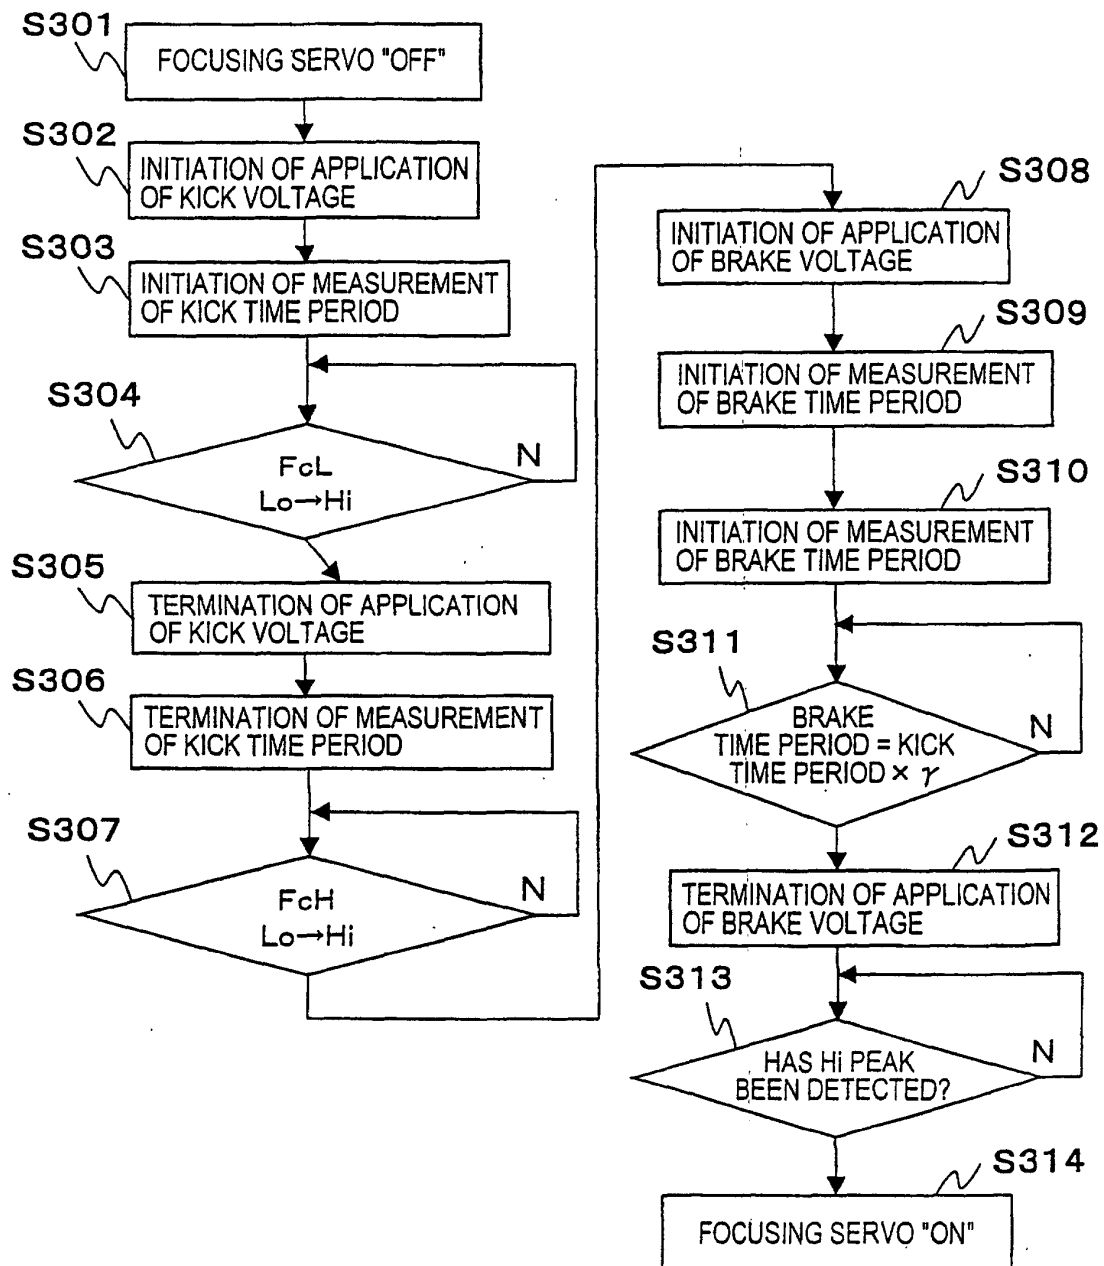 S301
FOCUSING SERVO "OFF"
S302
INITIATION OF APPLICATION
OF KICK VOLTAGE
S303
INITIATION OF MEASUREMENT
OF KICK TIME PERIOD
S304
FcL
Lo→Hi
N
S305
TERMINATION OF APPLICATION
OF KICK VOLTAGE
S306
TERMINATION OF MEASUREMENT
OF KICK TIME PERIOD
S307
FcH
Lo→Hi
N
S308
INITIATION OF APPLICATION
OF BRAKE VOLTAGE
S309
INITIATION OF MEASUREMENT
OF BRAKE TIME PERIOD
S310
INITIATION OF MEASUREMENT
OF BRAKE TIME PERIOD
S311
BRAKE
TIME PERIOD = KICK
TIME PERIOD × γ
N
S312
TERMINATION OF APPLICATION
OF BRAKE VOLTAGE
S313
HAS Hi PEAK
BEEN DETECTED?
N
S314
FOCUSING SERVO "ON"